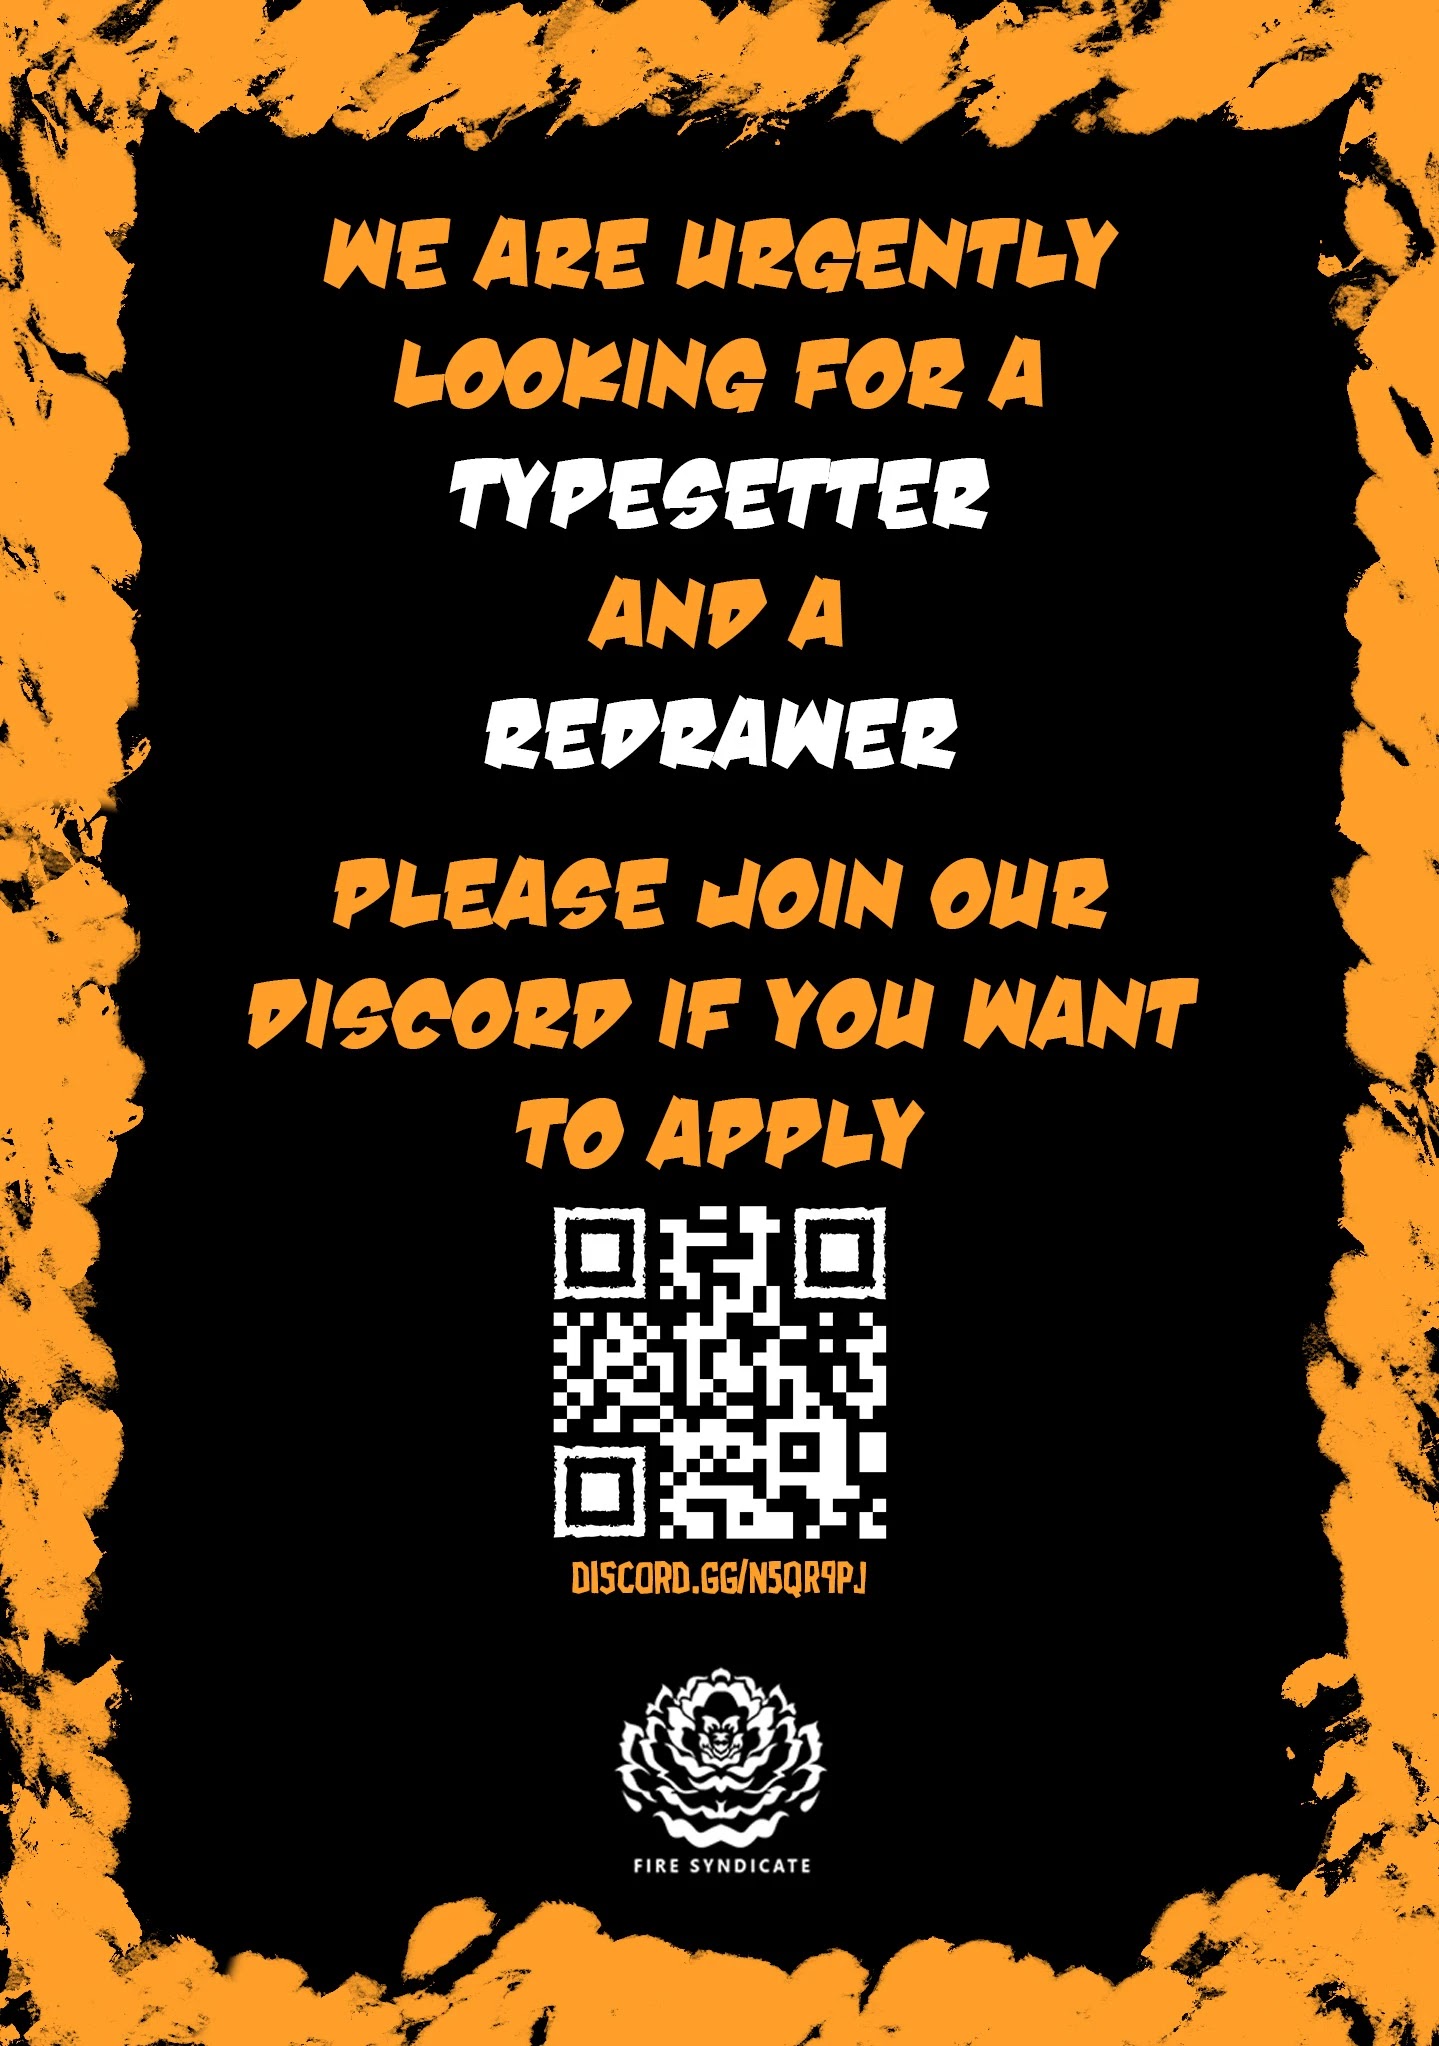 WE ARE URGENTLY
LOOKING FOR A
TYPESETTER
AND A
REDRAWER
PLEASE JOIN OUR
DISCORD IF YOU WANT
TO APPLY
DISCORD.GG/N5QR9PJ
FIRE SYNDICATE